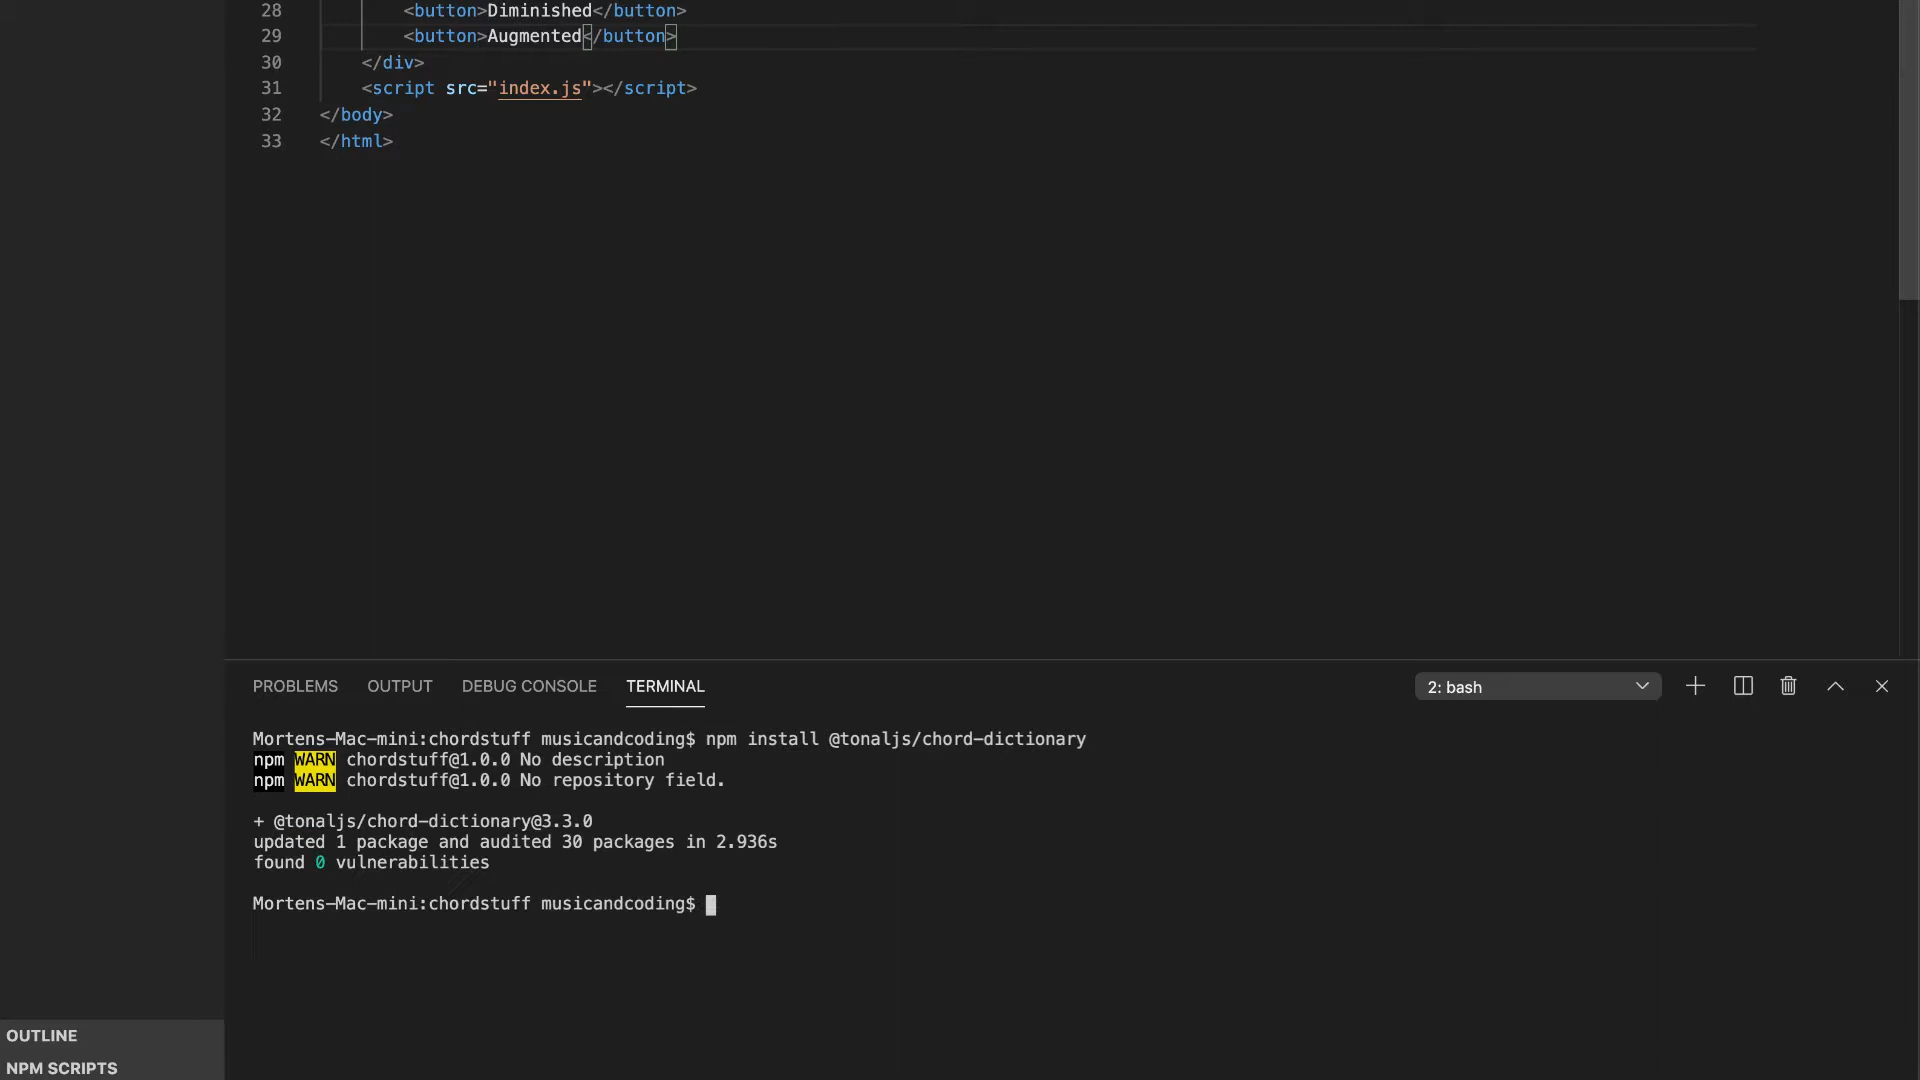 28 <button>Diminished</button>
29 <button>Augmented</button>
30 </div>
31 <script src="index.js"></script>
32 </body>
33 </html>
PROBLEMS OUTPUT DEBUG CONSOLE TERMINAL 2: bash
Mortens-Mac-mini:chordstuff musicandcoding$ npm install @tonaljs/chord-dictionary
npm WARN chordstuff@1.0.0 No description
npm WARN chordstuff@1.0.0 No repository field.
+ @tonaljs/chord-dictionary@3.3.0
updated 1 package and audited 30 packages in 2.936s
found 0 vulnerabilities
Mortens-Mac-mini:chordstuff musicandcoding$
OUTLINE
NPM SCRIPTS